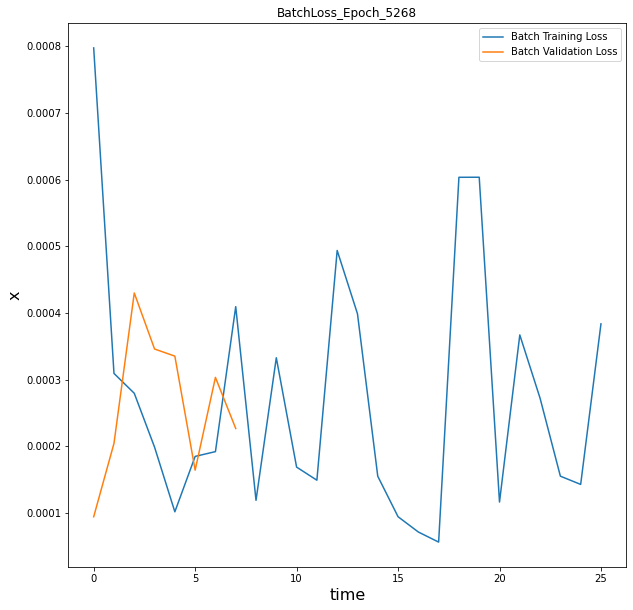 BatchLoss_Epoch_5268
Batch Training Loss
Batch Validation Loss
0.0008
0.0007
0.0006
0.0005
0.0004
0.0003
0.0002
0.0001
x
0 5 10 15 20 25
time